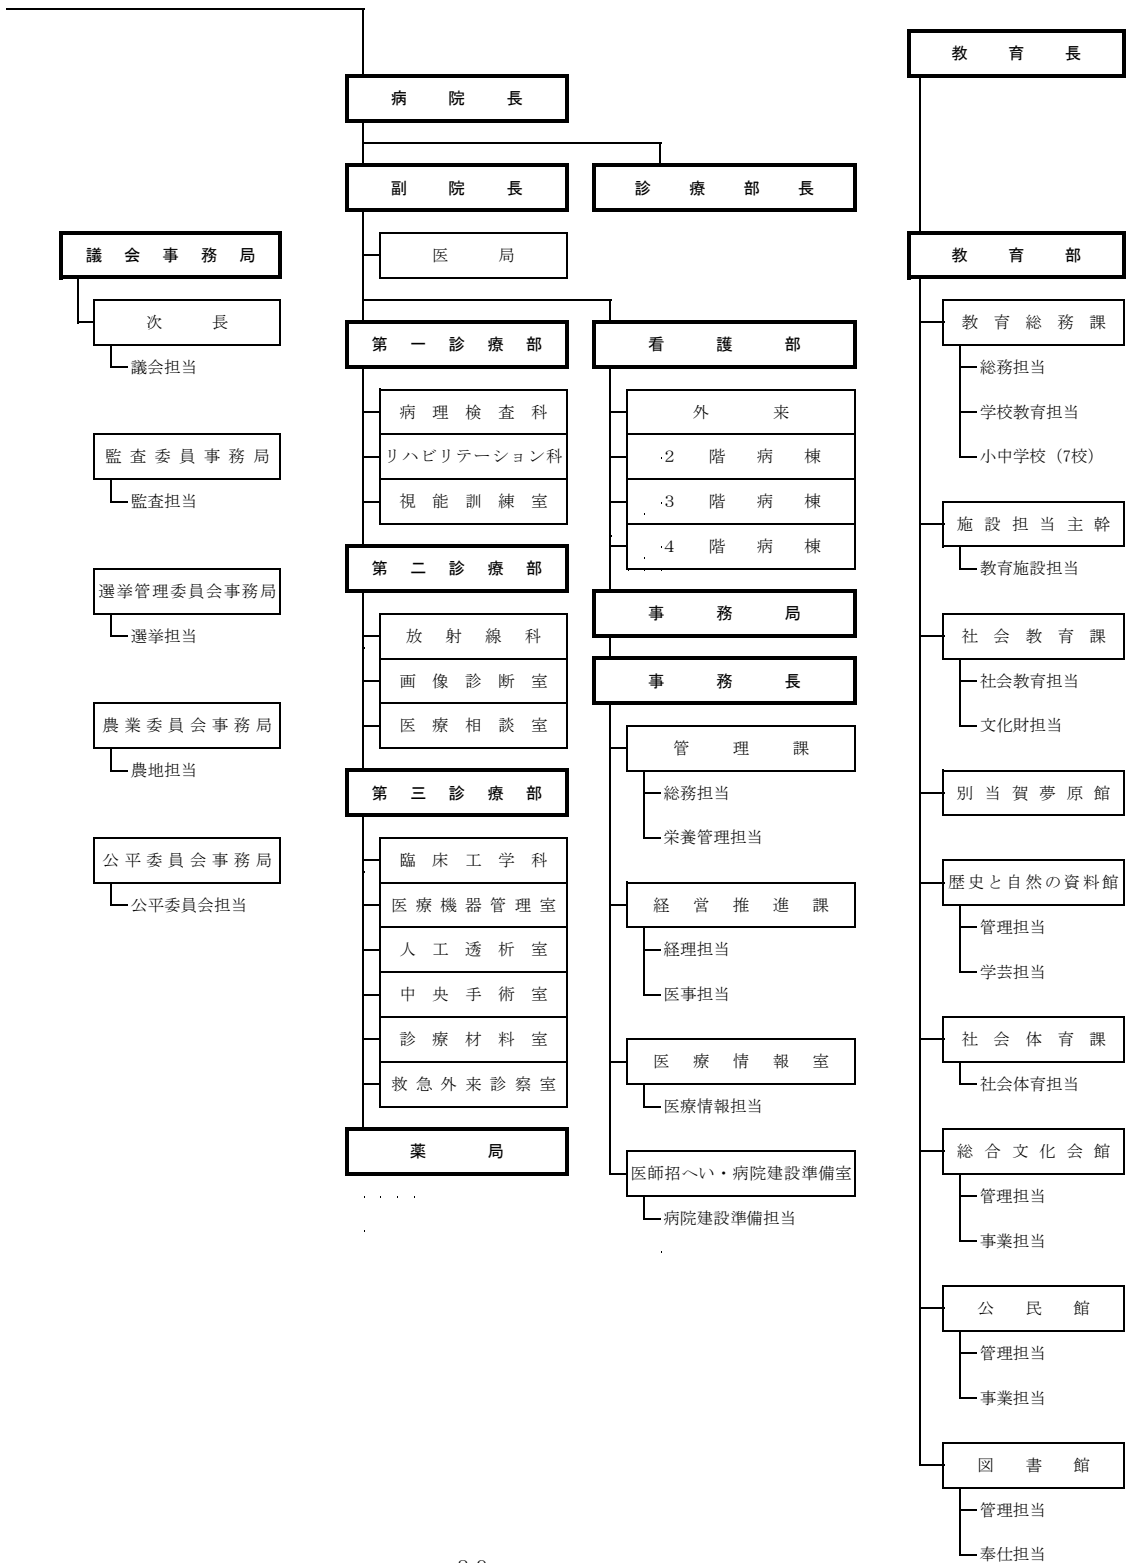 議会事務局
次長
議会担当
監査委員事務局
監査担当
選挙管理委員会事務局
選挙担当
農業委員会事務局
農地担当
公平委員会事務局
公平委員会担当
病院長
副院長
診療部長
医局
第一診療部
病理検査科
リハビリテーション科
視能訓練室
第二診療部
放射線科
画像診断室
医療相談室
第三診療部
臨床工学科
医療機器管理室
人工透析室
中央手術室
診療材料室
救急外来診察室
薬局
看護部
外来
2階病棟
3階病棟
4階病棟
事務局
事務長
管理課
総務担当
栄養管理担当
経営推進課
経理担当
医事担当
医療情報室
医療情報担当
医師招へい・病院建設準備室
病院建設準備担当
教育長
教育部
教育総務課
総務担当
学校教育担当
小中学校（7校）
施設担当主幹
教育施設担当
社会教育課
社会教育担当
文化財担当
別当賀夢原館
歴史と自然の資料館
管理担当
学芸担当
社会体育課
社会体育担当
総合文化会館
管理担当
事業担当
公民館
管理担当
事業担当
図書館
管理担当
奉仕担当